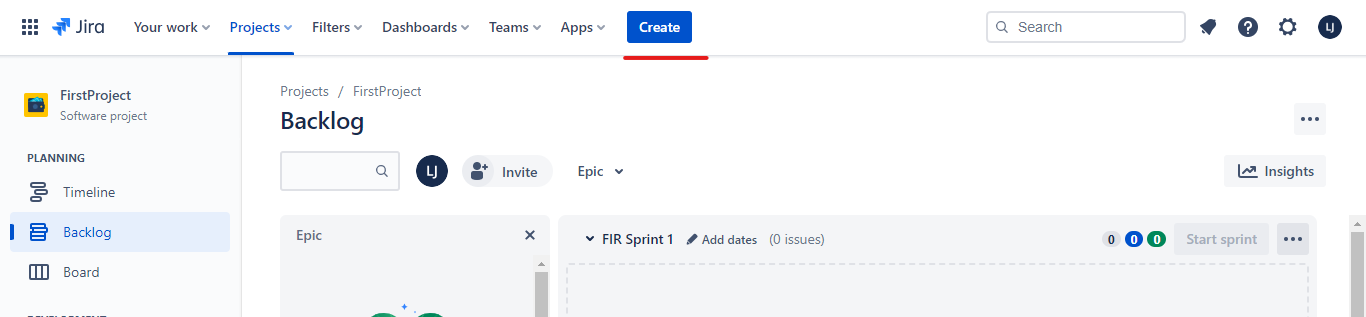 Jira Your work Projects Filters Dashboards Teams Apps Create Search ? LJ
FirstProject
Software project
PLANNING
Timeline
Backlog
Board
Projects / FirstProject
Backlog
LJ Invite Epic Insights
Epic
FIR Sprint 1 Add dates (0 issues) 0 0 0 Start sprint